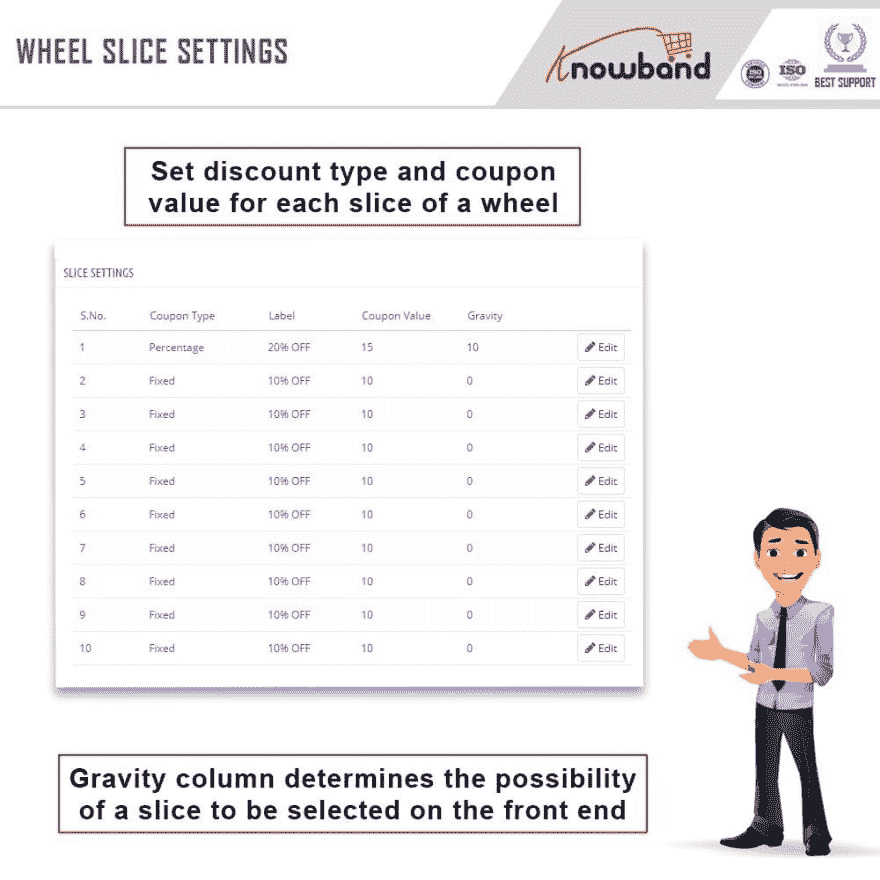 WHEEL SLICE SETTINGS
Knowband
ISO
BEST SUPPORT
Set discount type and coupon
value for each slice of a wheel
SLICE SETTINGS
S.No. Coupon Type Label Coupon Value Gravity
1 Percentage 20% OFF 15 10 Edit
2 Fixed 10% OFF 10 0 Edit
3 Fixed 10% OFF 10 0 Edit
4 Fixed 10% OFF 10 0 Edit
5 Fixed 10% OFF 10 0 Edit
6 Fixed 10% OFF 10 0 Edit
7 Fixed 10% OFF 10 0 Edit
8 Fixed 10% OFF 10 0 Edit
9 Fixed 10% OFF 10 0 Edit
10 Fixed 10% OFF 10 0 Edit
Gravity column determines the possibility
of a slice to be selected on the front end